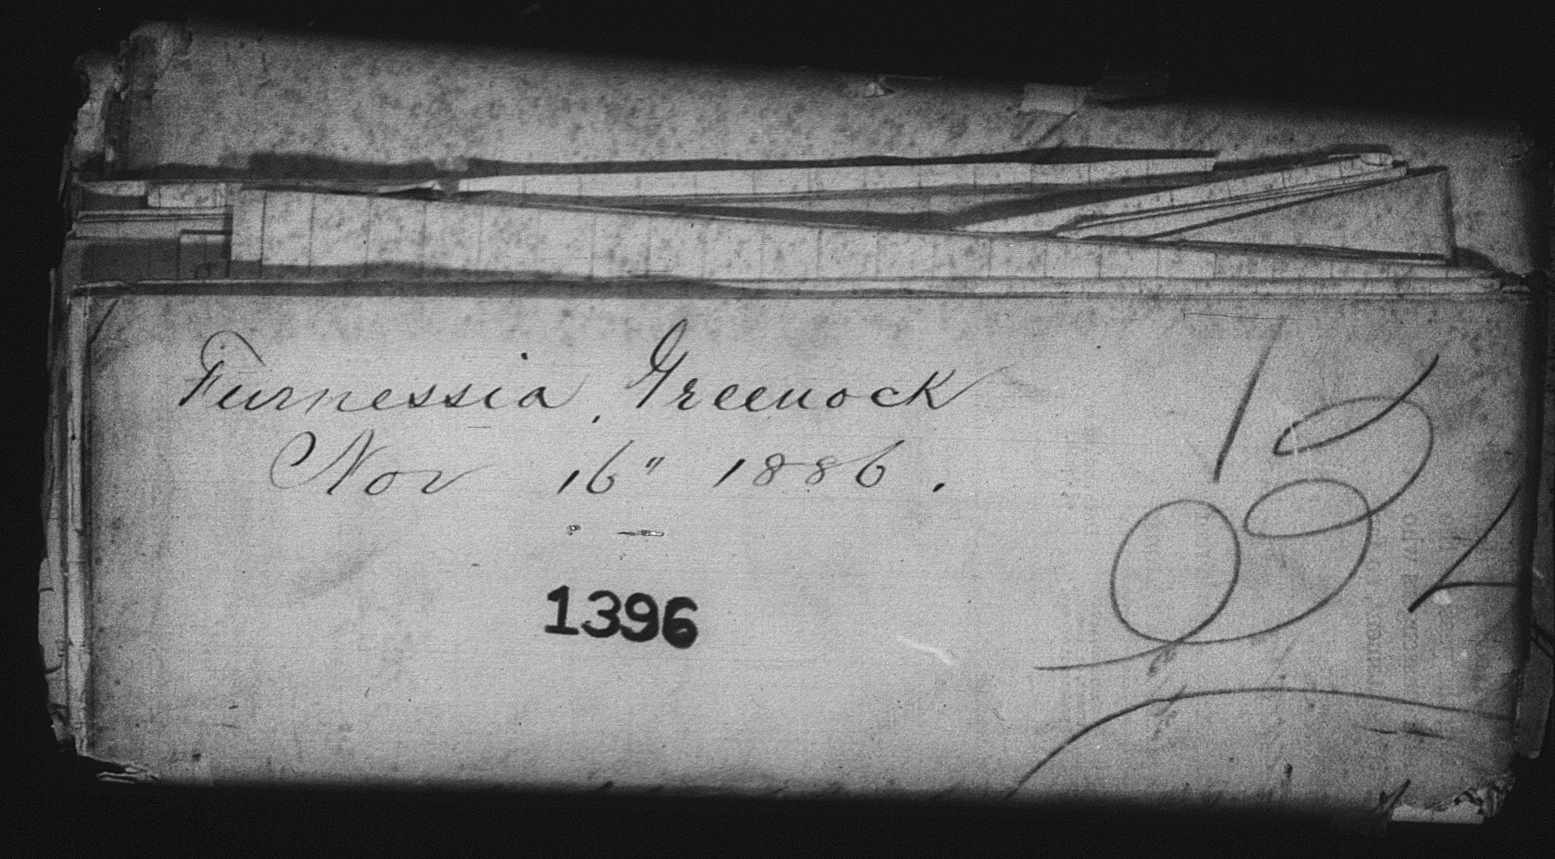 Furnessia, Greenock
Nov 16" 1886.
1396